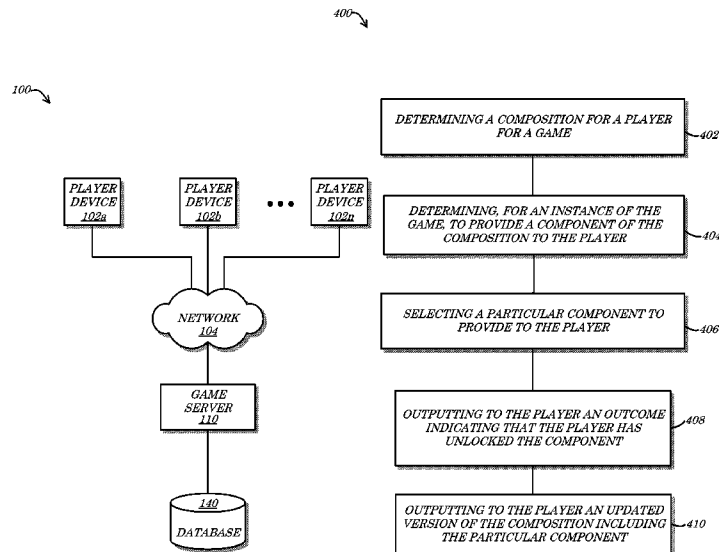 100
PLAYER
DEVICE
102a
PLAYER
DEVICE
102b
PLAYER
DEVICE
102n
NETWORK
104
GAME
SERVER
110
140
DATABASE
400
DETERMINING A COMPOSITION FOR A PLAYER
FOR A GAME
402
DETERMINING, FOR AN INSTANCE OF THE
GAME, TO PROVIDE A COMPONENT OF THE
COMPOSITION TO THE PLAYER
404
SELECTING A PARTICULAR COMPONENT TO
PROVIDE TO THE PLAYER
406
OUTPUTTING TO THE PLAYER AN OUTCOME
INDICATING THAT THE PLAYER HAS
UNLOCKED THE COMPONENT
408
OUTPUTTING TO THE PLAYER AN UPDATED
VERSION OF THE COMPOSITION INCLUDING
THE PARTICULAR COMPONENT
410